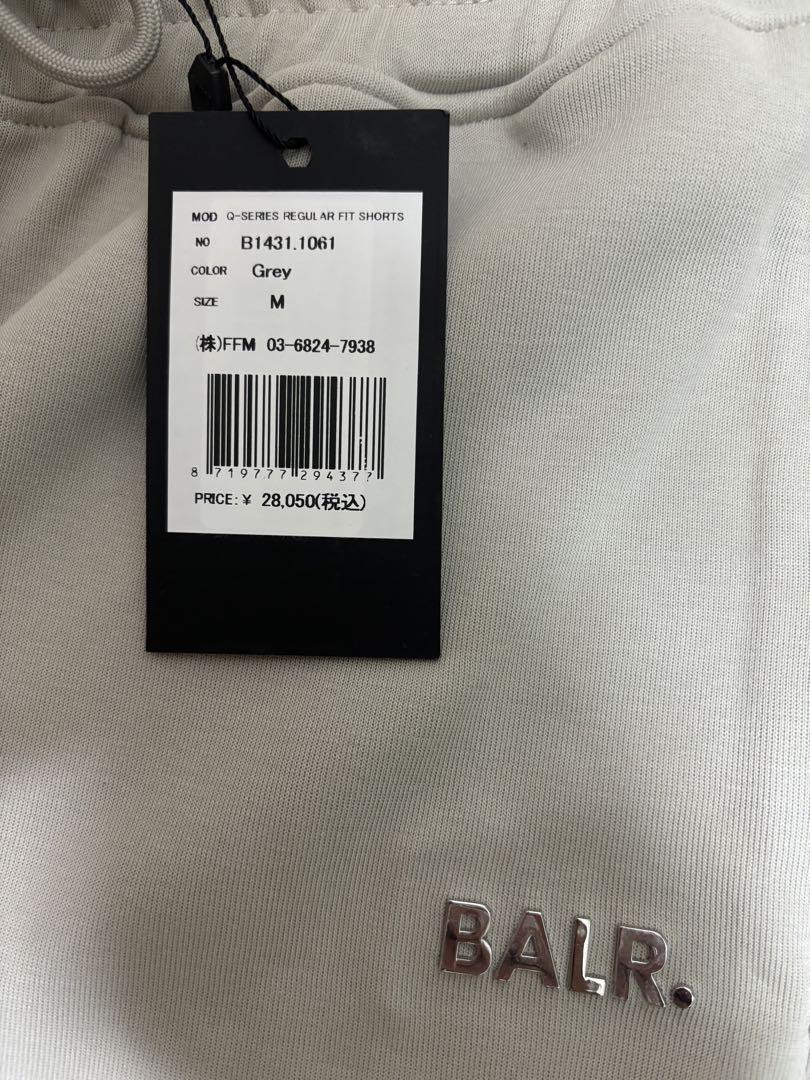 MOD Q-SERIES REGULAR FIT SHORTS
NO B1431.1061
COLOR Grey
SIZE M
(株)FFM 03-6824-7938
8 719777 29437
PRICE:¥ 28,050(税込)
BALR.